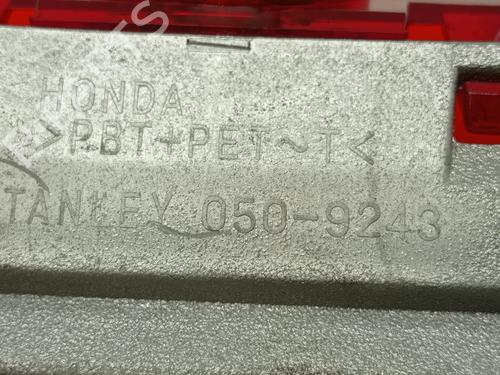 HONDA
>PBT+PET~T<
TANLEY 050-9243